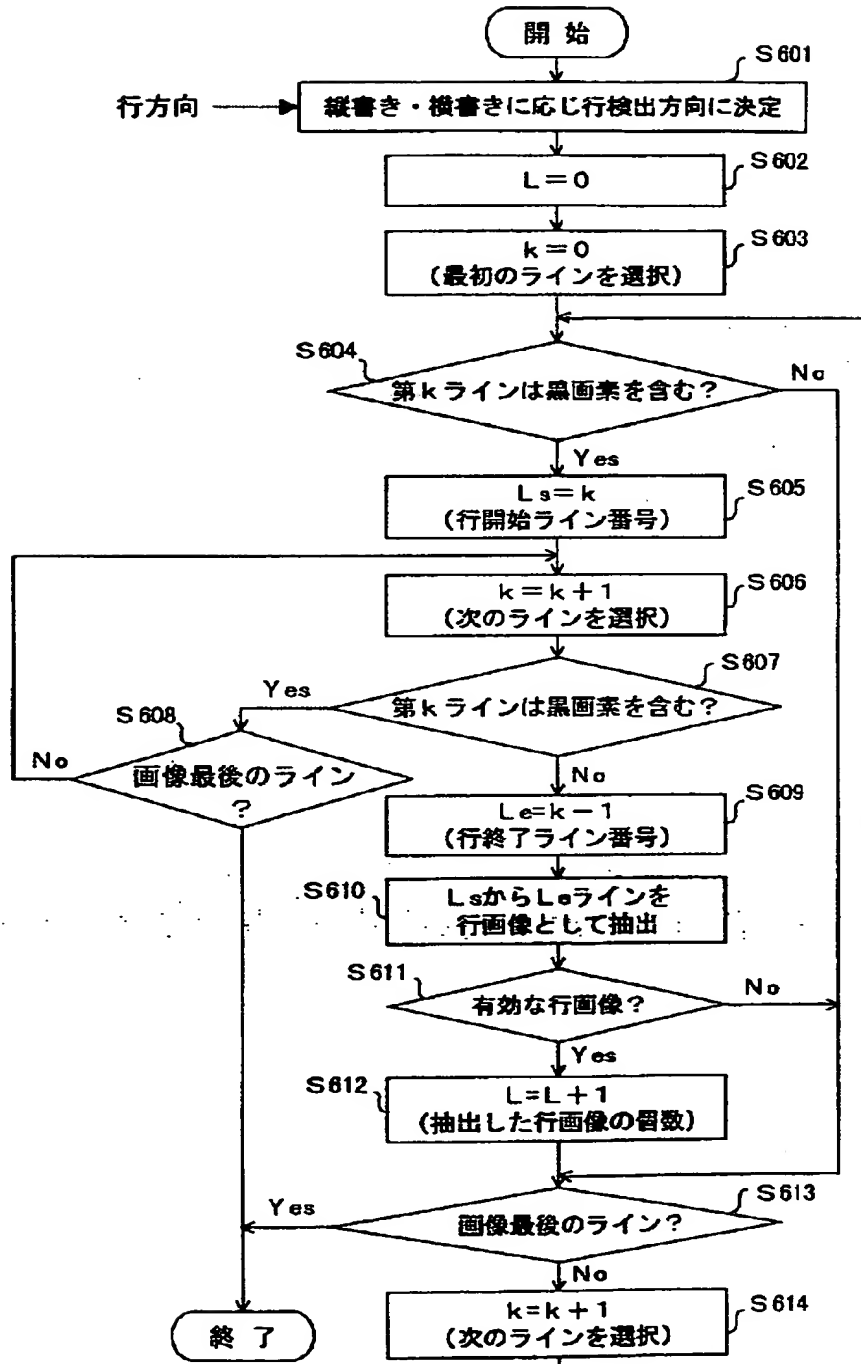 開 始
S601
行方向
縦書き・横書きに応じ行検出方向に決定
S602
L=0
S603
k=0
(最初のラインを選択)
S604
第kラインは黒画素を含む?
No
Yes
S605
Ls=k
(行開始ライン番号)
S606
k=k+1
(次のラインを選択)
S607
第kラインは黒画素を含む?
Yes
S608
画像最後のライン
?
No
No
S609
Le=k-1
(行終了ライン番号)
S610
LsからLeラインを
行画像として抽出
S611
有効な行画像?
No
Yes
S612
L=L+1
(抽出した行画像の個数)
S613
画像最後のライン?
Yes
No
S614
k=k+1
(次のラインを選択)
終 了